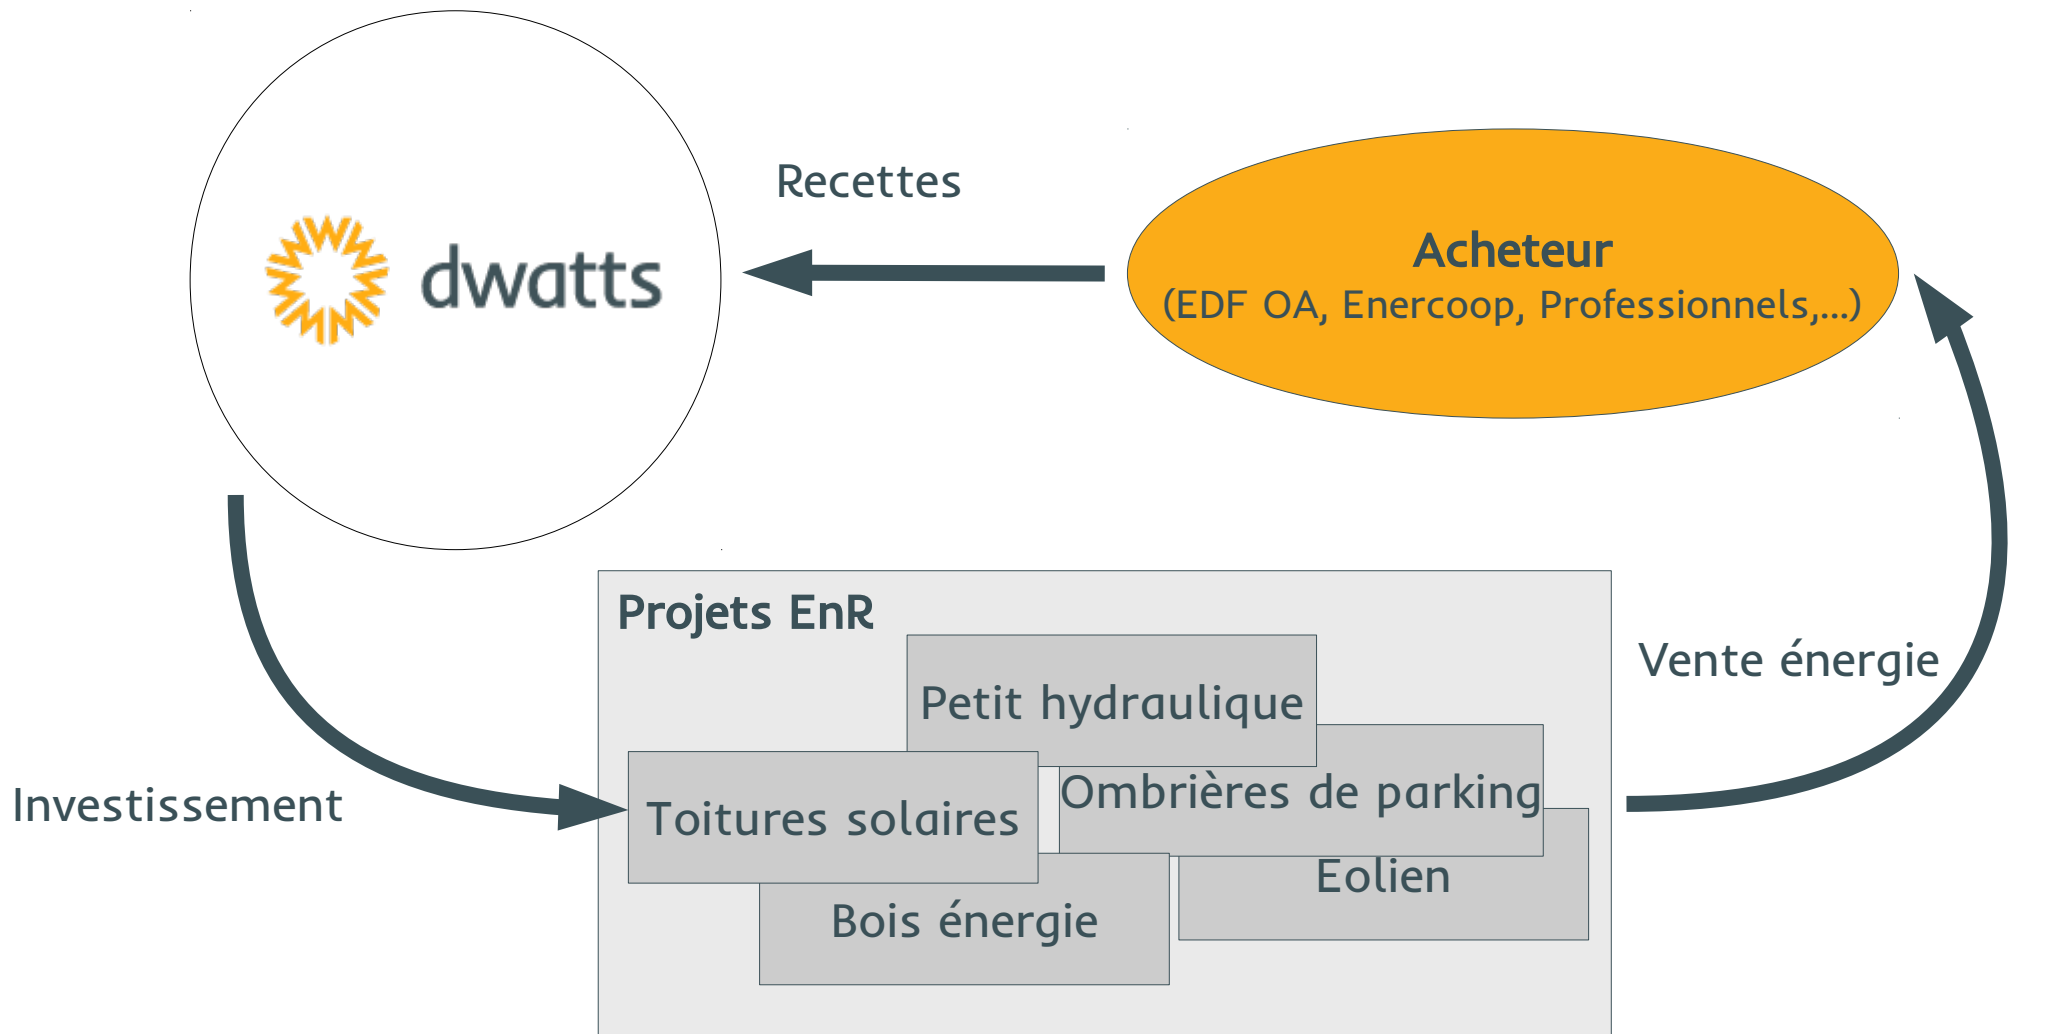 dwatts
Recettes
Acheteur
(EDF OA, Enercoop, Professionnels,...)
Projets EnR
Petit hydraulique
Vente énergie
Ombrières de parking
Investissement
Toitures solaires
Eolien
Bois énergie